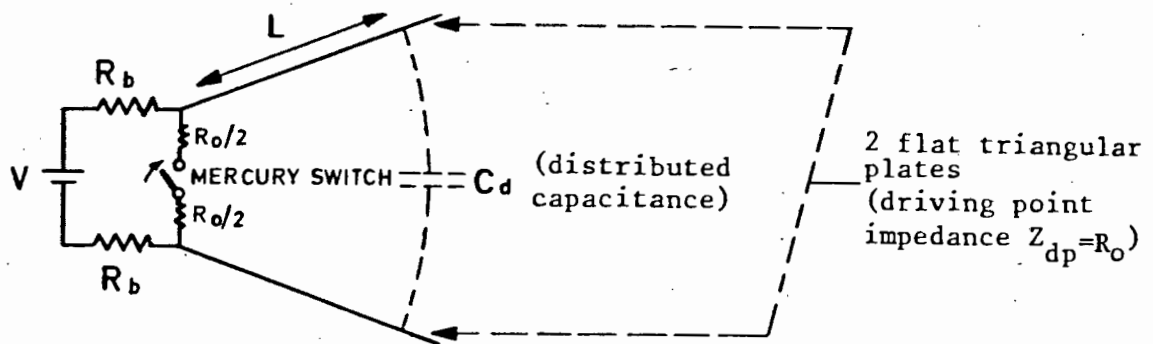 L
R_b
R_o/2
V
MERCURY SWITCH
C_d
(distributed
capacitance)
R_o/2
R_b
2 flat triangular
plates
(driving point
impedance Z_dp=R_o)